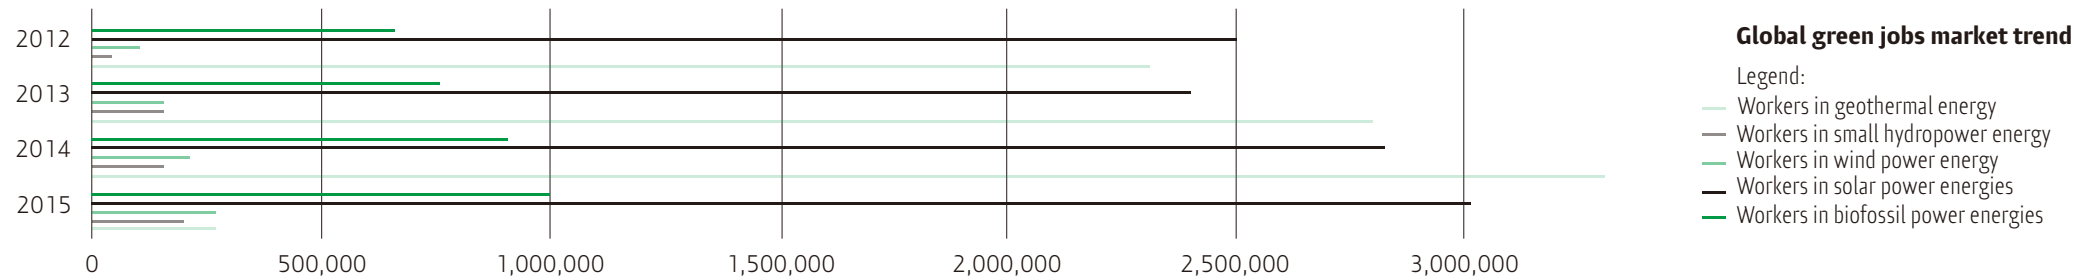 2012
2013
2014
2015
0
500,000
1,000,000
1,500,000
2,000,000
2,500,000
3,000,000
Global green jobs market trend
Legend:
Workers in geothermal energy
Workers in small hydropower energy
Workers in wind power energy
Workers in solar power energies
Workers in biofossil power energies